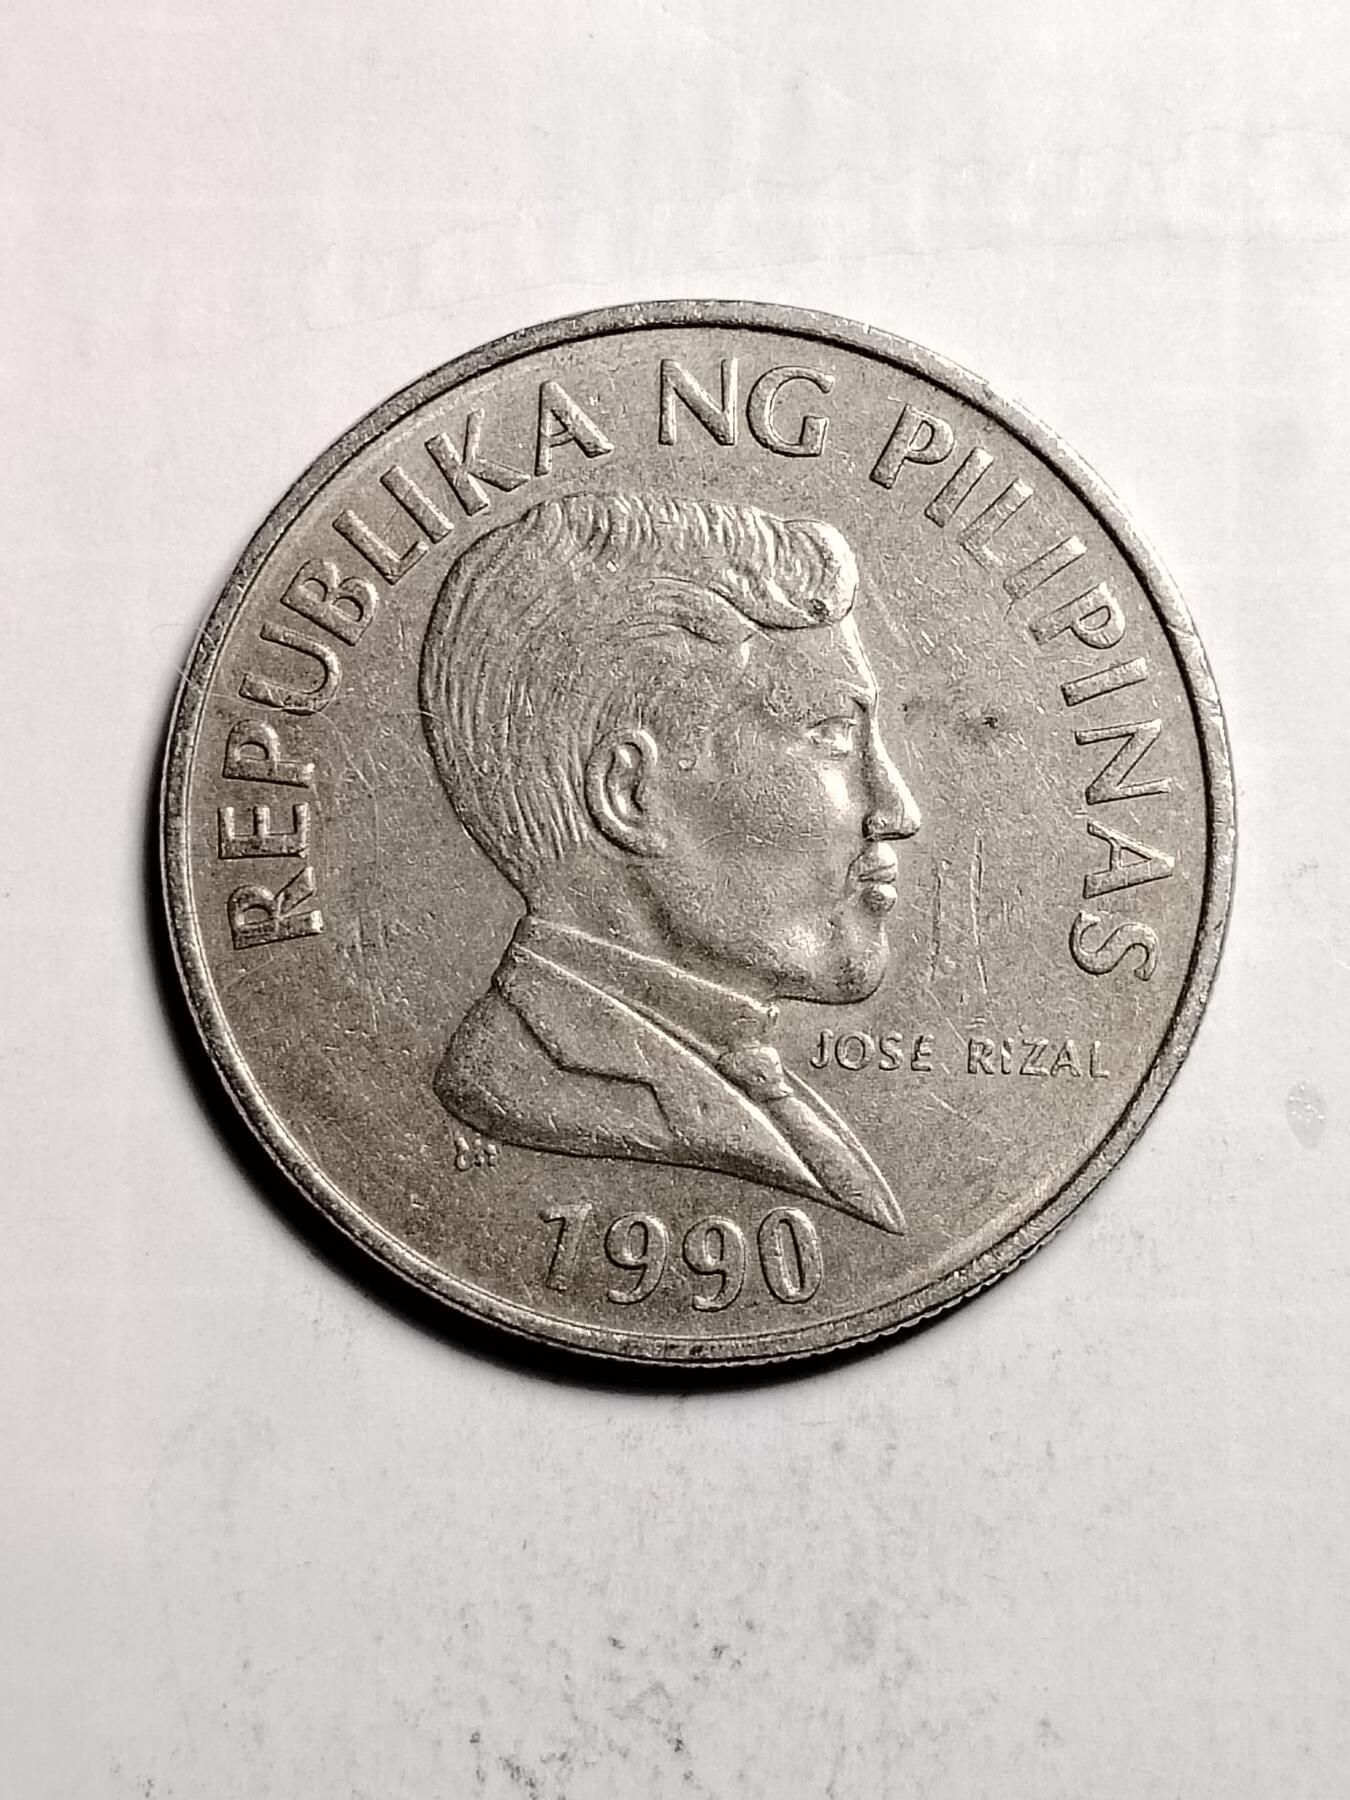 REPUBLIKA NG PILIPINAS
JOSE RIZAL
1990